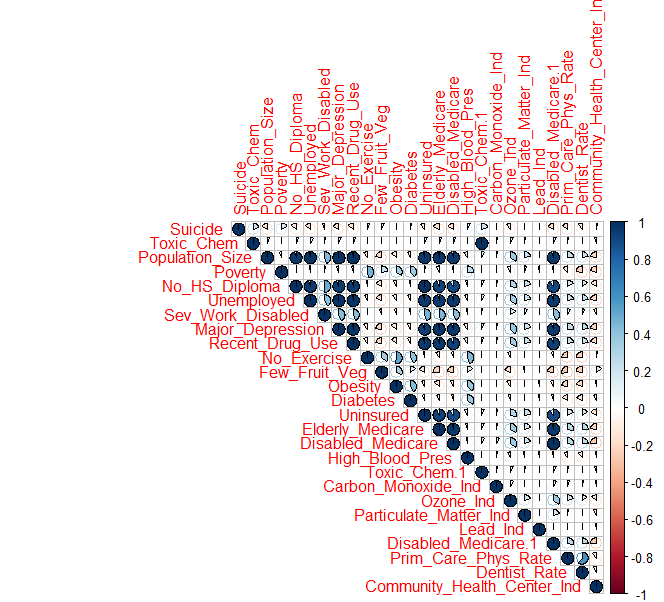 Suicide
Toxic_Chem
Population_Size
Poverty
No_HS_Diploma
Unemployed
Sev_Work_Disabled
Major_Depression
Recent_Drug_Use
No_Exercise
Few_Fruit_Veg
Obesity
Diabetes
Uninsured
Elderly_Medicare
Disabled_Medicare
High_Blood_Pres
Toxic_Chem.1
Carbon_Monoxide_Ind
Ozone_Ind
Particulate_Matter_Ind
Lead_Ind
Disabled_Medicare.1
Prim_Care_Phys_Rate
Dentist_Rate
Community_Health_Center_Ind
Suicide
Toxic_Chem
Population_Size
Poverty
No_HS_Diploma
Unemployed
Sev_Work_Disabled
Major_Depression
Recent_Drug_Use
No_Exercise
Few_Fruit_Veg
Obesity
Diabetes
Uninsured
Elderly_Medicare
Disabled_Medicare
High_Blood_Pres
Toxic_Chem.1
Carbon_Monoxide_Ind
Ozone_Ind
Particulate_Matter_Ind
Lead_Ind
Disabled_Medicare.1
Prim_Care_Phys_Rate
Dentist_Rate
Community_Health_Center_Ind
1
0.8
0.6
0.4
0.2
0
-0.2
-0.4
-0.6
-0.8
-1